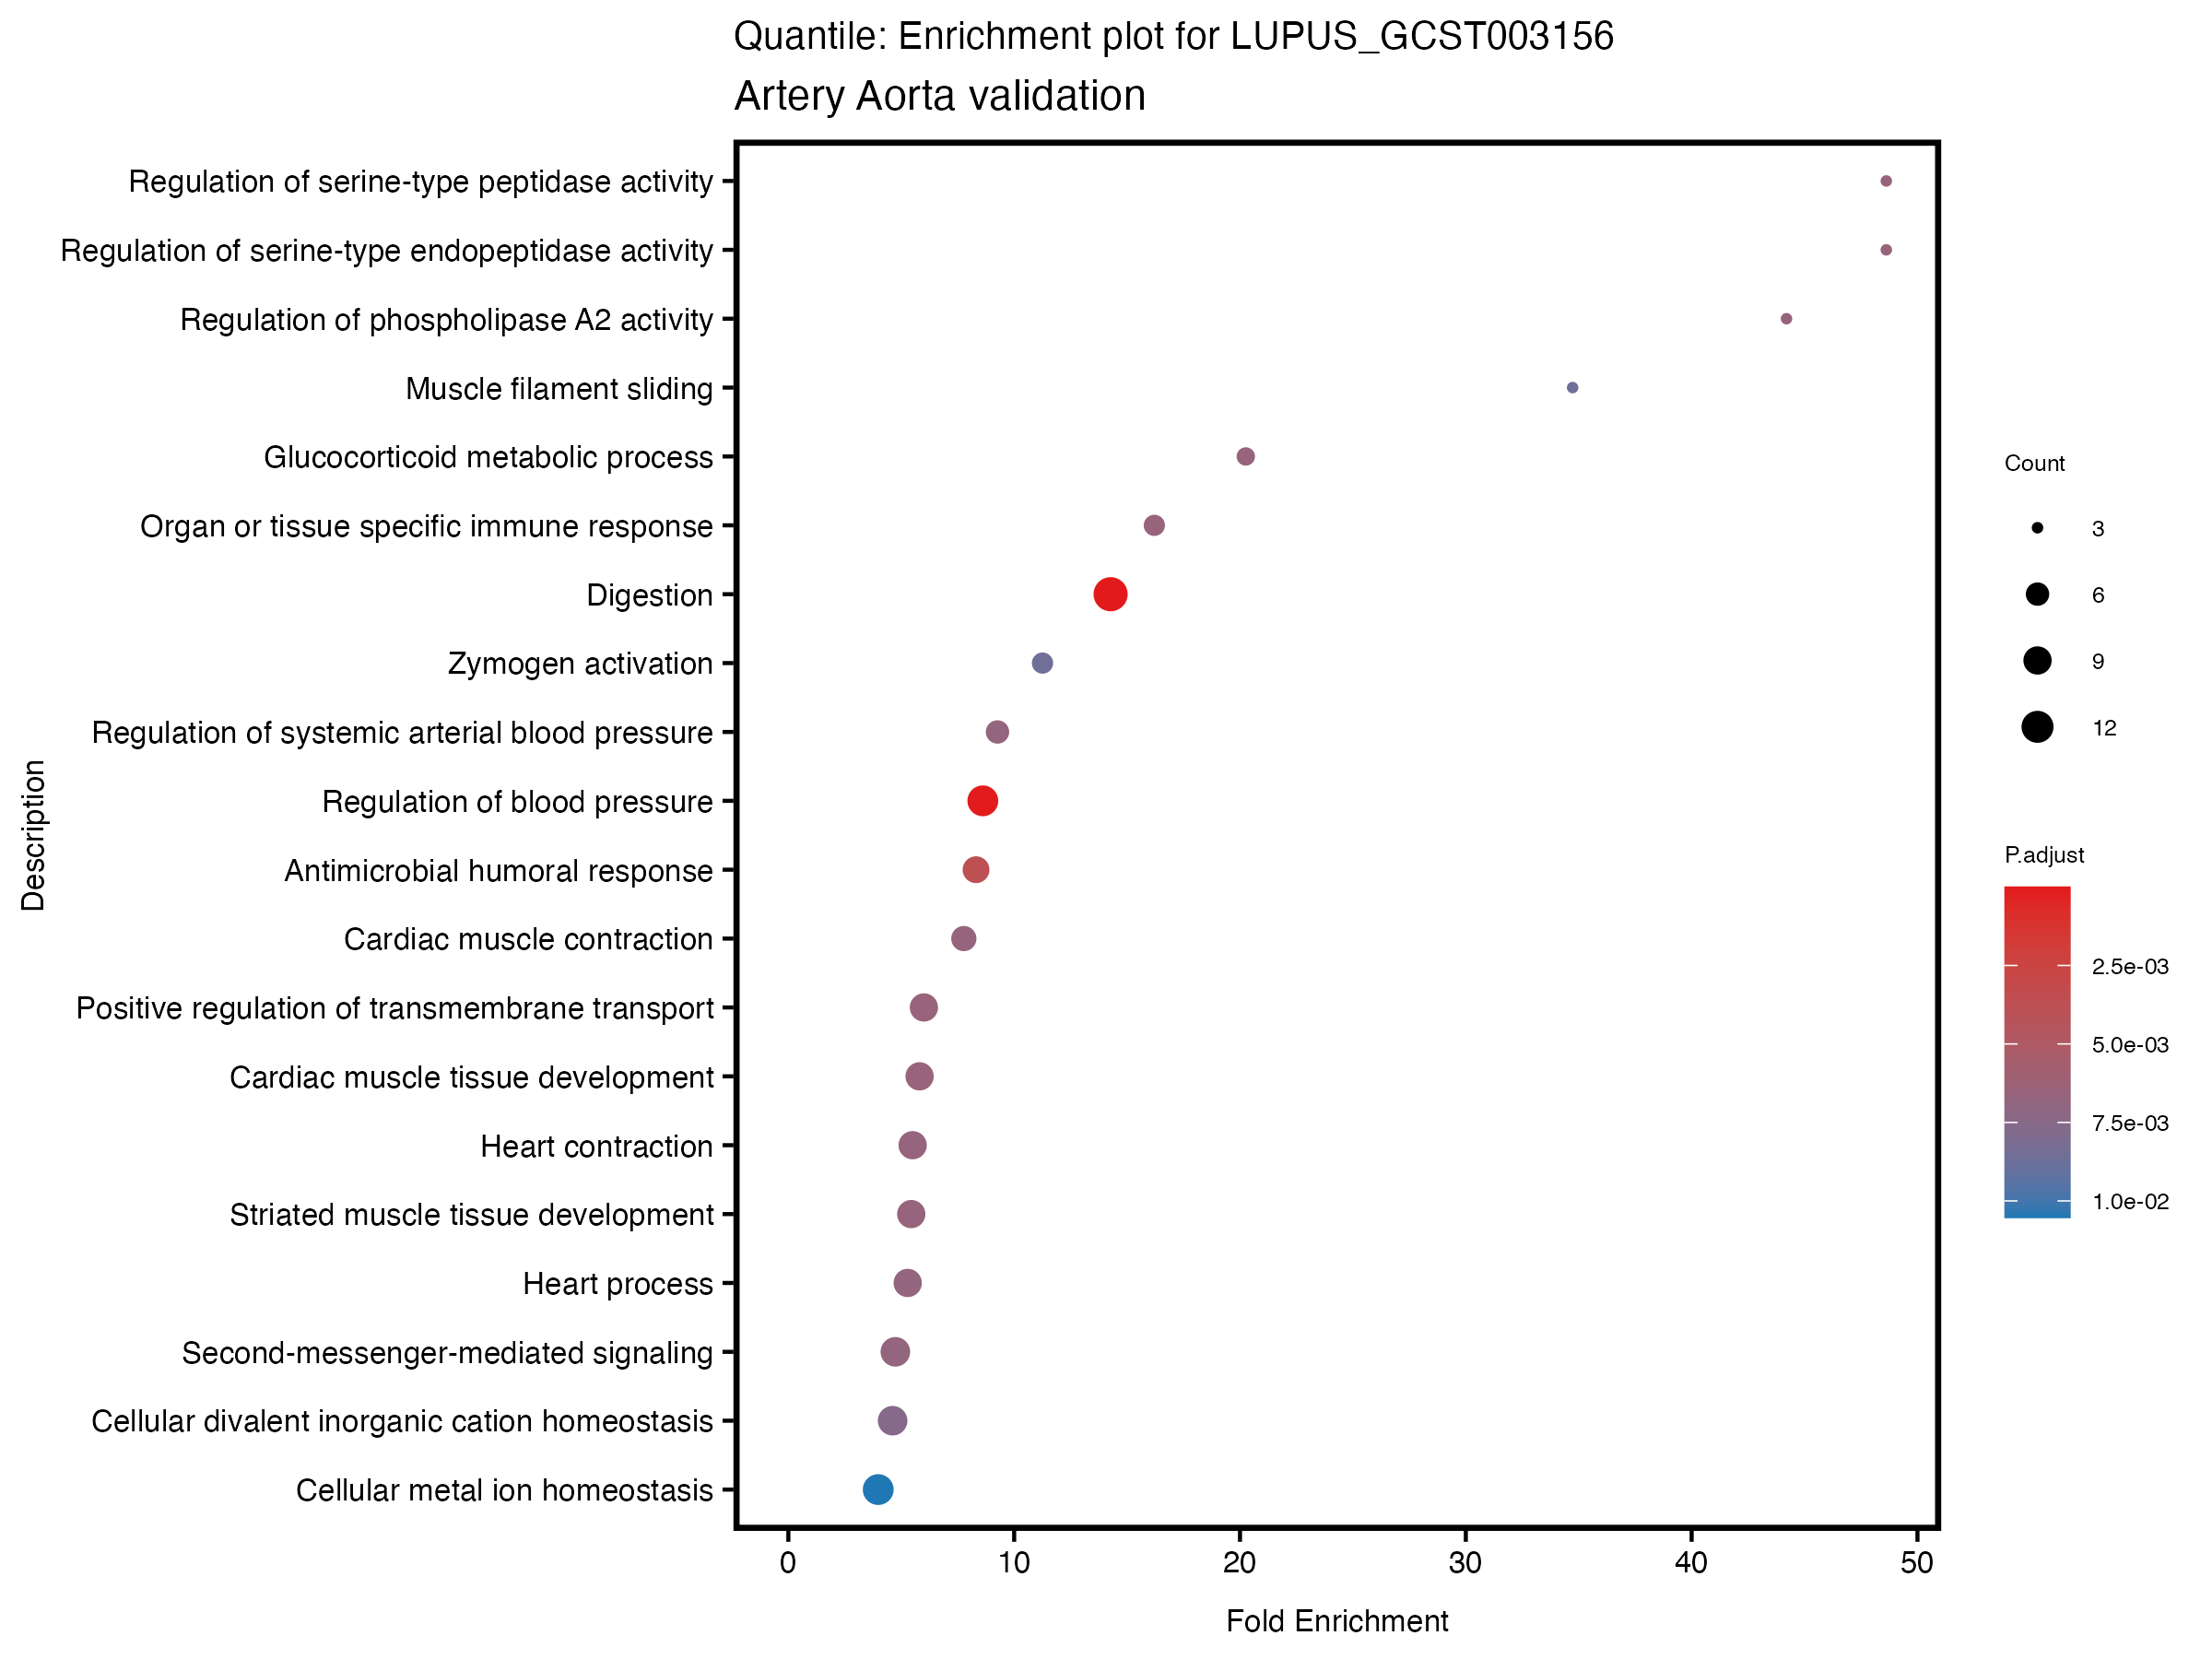 Quantile: Enrichment plot for LUPUS_GCST003156
Artery Aorta validation
Description
Regulation of serine-type peptidase activity
Regulation of serine-type endopeptidase activity
Regulation of phospholipase A2 activity
Muscle filament sliding
Glucocorticoid metabolic process
Organ or tissue specific immune response
Digestion
Zymogen activation
Regulation of systemic arterial blood pressure
Regulation of blood pressure
Antimicrobial humoral response
Cardiac muscle contraction
Positive regulation of transmembrane transport
Cardiac muscle tissue development
Heart contraction
Striated muscle tissue development
Heart process
Second-messenger-mediated signaling
Cellular divalent inorganic cation homeostasis
Cellular metal ion homeostasis
0 10 20 30 40 50
Fold Enrichment
Count
3
6
9
12
P.adjust
2.5e-03
5.0e-03
7.5e-03
1.0e-02